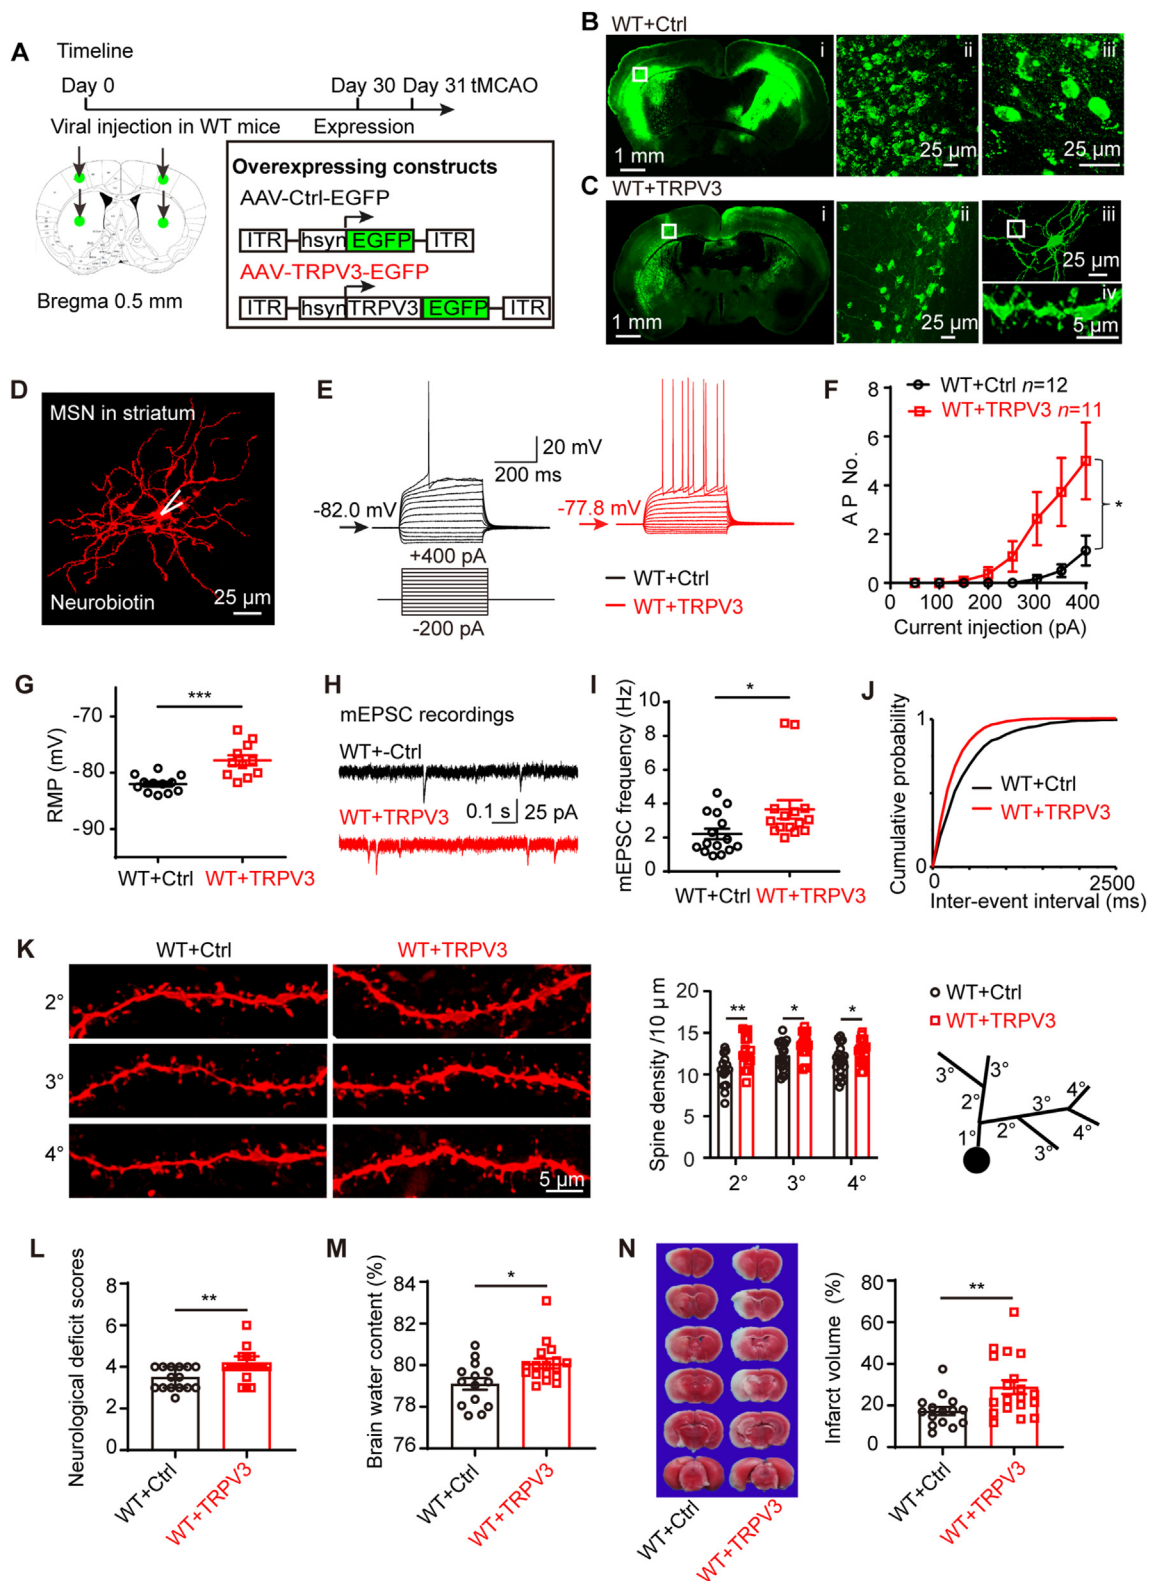 A
Timeline
Day 0
Day 30
Day 31 tMCAO
Viral injection in WT mice
Expression
Bregma 0.5 mm
Overexpressing constructs
AAV-Ctrl-EGFP
ITR hsyn EGFP ITR
AAV-TRPV3-EGFP
ITR hsyn TRPV3 EGFP ITR
B WT+Ctrl
i
1 mm
ii
25 µm
iii
25 µm
C WT+TRPV3
i
1 mm
ii
25 µm
iii
25 µm
iv
5 µm
D
MSN in striatum
Neurobiotin
25 µm
E
20 mV
200 ms
-82.0 mV
-77.8 mV
+400 pA
-200 pA
WT+Ctrl
WT+TRPV3
F
WT+Ctrl n=12
WT+TRPV3 n=11
AP No.
8
6
4
2
0
*
0 100 200 300 400
Current injection (pA)
G
RMP (mV)
-70
-80
-90
***
WT+Ctrl WT+TRPV3
H
mEPSC recordings
WT+-Ctrl
WT+TRPV3
0.1 s 25 pA
I
mEPSC frequency (Hz)
10
8
6
4
2
0
*
WT+Ctrl WT+TRPV3
J
Cumulative probability
1
0
WT+Ctrl
WT+TRPV3
0 2500
Inter-event interval (ms)
K
WT+Ctrl
WT+TRPV3
2°
3°
4°
5 µm
Spine density /10 µm
20
15
10
5
0
** * *
2° 3° 4°
WT+Ctrl
WT+TRPV3
3° 3°
2°
1° 2° 3° 4°
3° 4°
L
Neurological deficit scores
8
6
4
2
0
**
WT+Ctrl
WT+TRPV3
M
Brain water content (%)
84
82
80
78
76
*
WT+Ctrl
WT+TRPV3
N
WT+Ctrl
WT+TRPV3
Infarct volume (%)
80
60
40
20
0
**
WT+Ctrl
WT+TRPV3